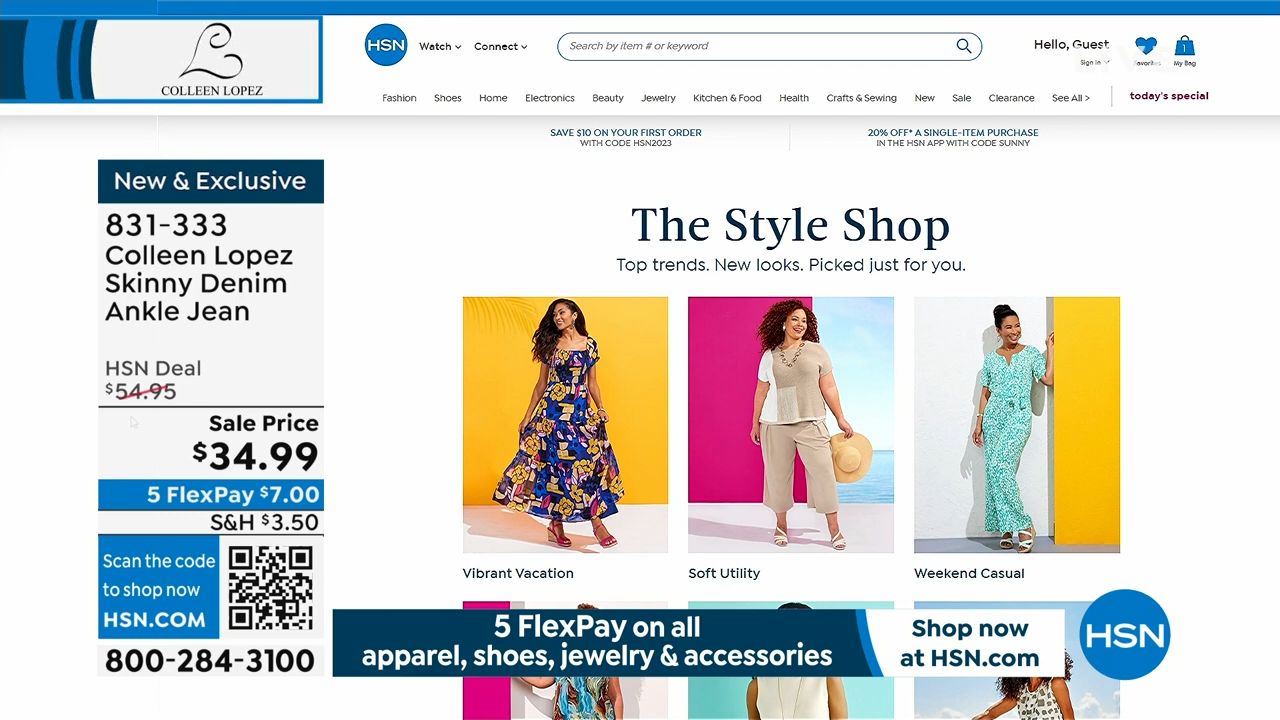 COLLEEN LOPEZ
HSN
Watch
Connect
Search by item # or keyword
Hello, Guest
Sign in
Favorites
1
My Bag
Fashion
Shoes
Home
Electronics
Beauty
Jewelry
Kitchen & Food
Health
Crafts & Sewing
New
Sale
Clearance
See All >
today's special
SAVE $10 ON YOUR FIRST ORDER
WITH CODE HSN2023
20% OFF* A SINGLE-ITEM PURCHASE
IN THE HSN APP WITH CODE SUNNY
New & Exclusive
831-333
Colleen Lopez
Skinny Denim
Ankle Jean
HSN Deal
$54.95
Sale Price
$34.99
5 FlexPay $7.00
S&H $3.50
Scan the code
to shop now
HSN.COM
800-284-3100
The Style Shop
Top trends. New looks. Picked just for you.
Vibrant Vacation
Soft Utility
Weekend Casual
5 FlexPay on all
apparel, shoes, jewelry & accessories
Shop now
at HSN.com
HSN